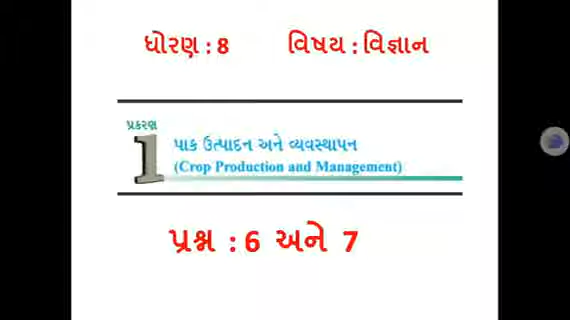 ધોરણ : 8 વિષય : વિજ્ઞાન
પ્રકરણ
1
પાક ઉત્પાદન અને વ્યવસ્થાપન
(Crop Production and Management)
પ્રશ્ન : 6 અને 7